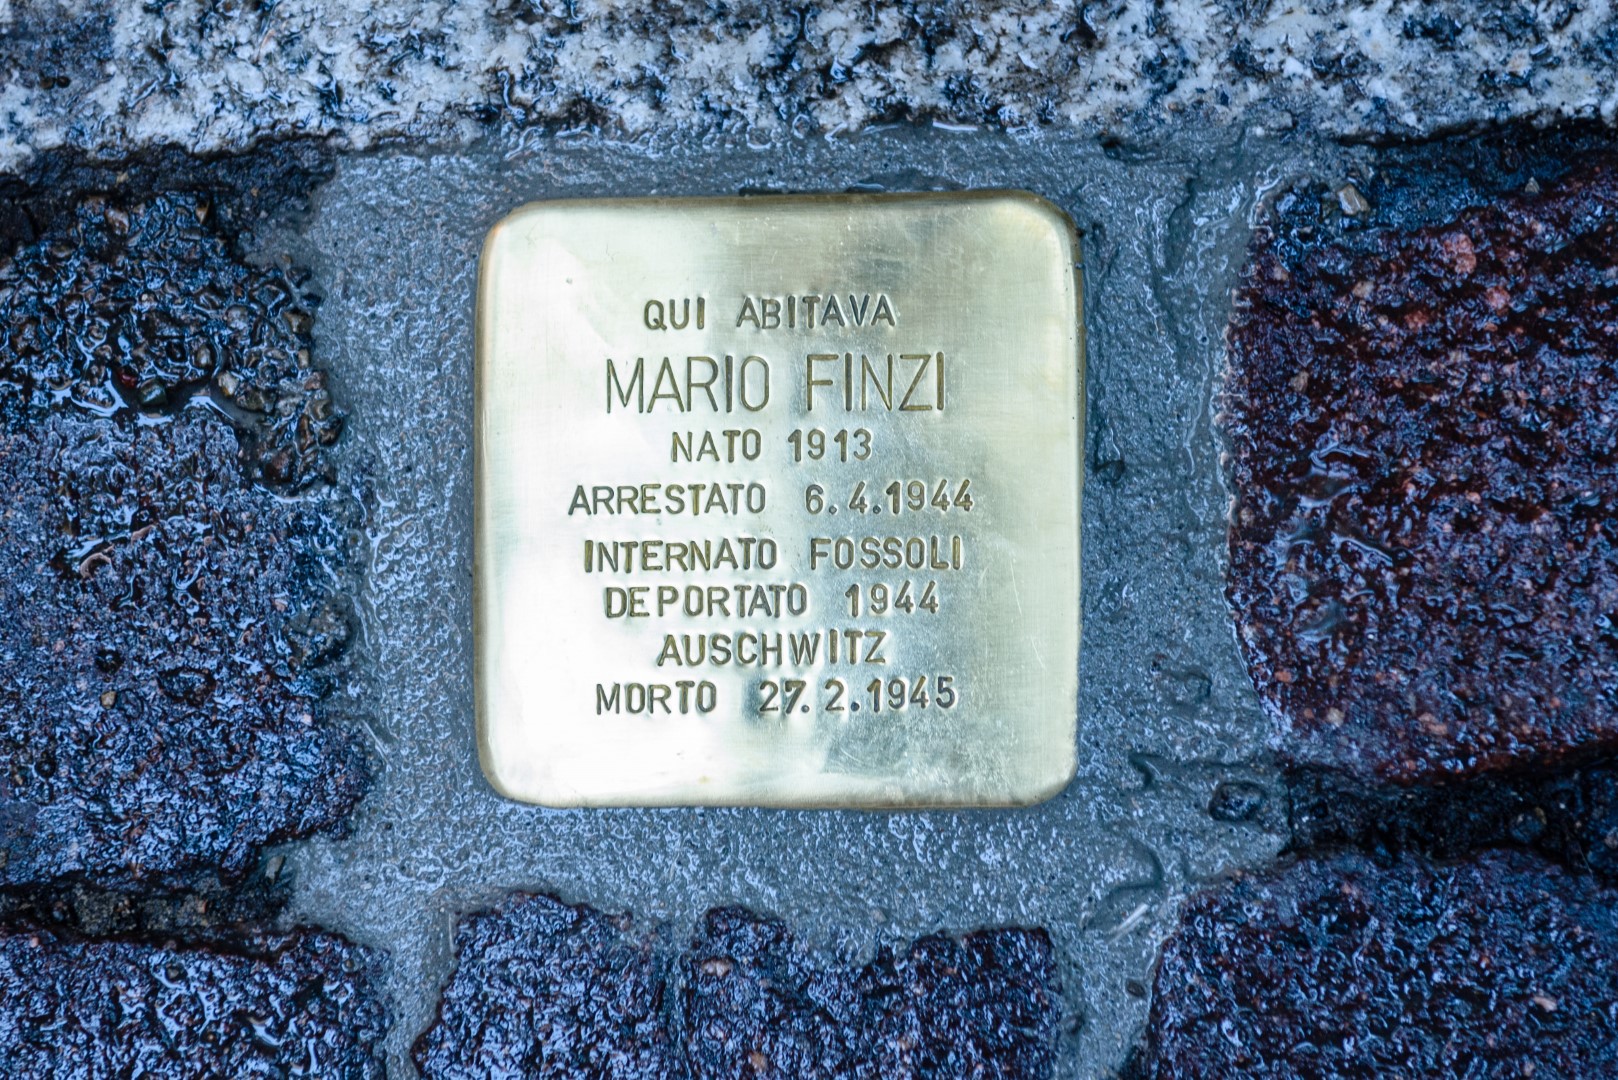 QUI ABITAVA
MARIO FINZI
NATO 1913
ARRESTATO 6.4.1944
INTERNATO FOSSOLI
DEPORTATO 1944
AUSCHWITZ
MORTO 27.2.1945